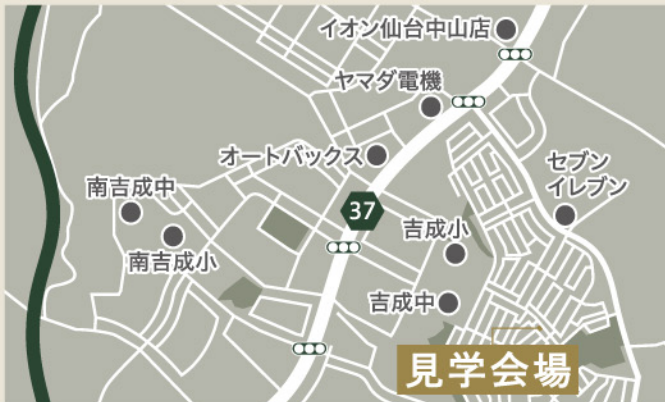 イオン仙台中山店
ヤマダ電機
オートバックス
セブン
イレブン
南吉成中
37
吉成小
南吉成小
吉成中
見学会場